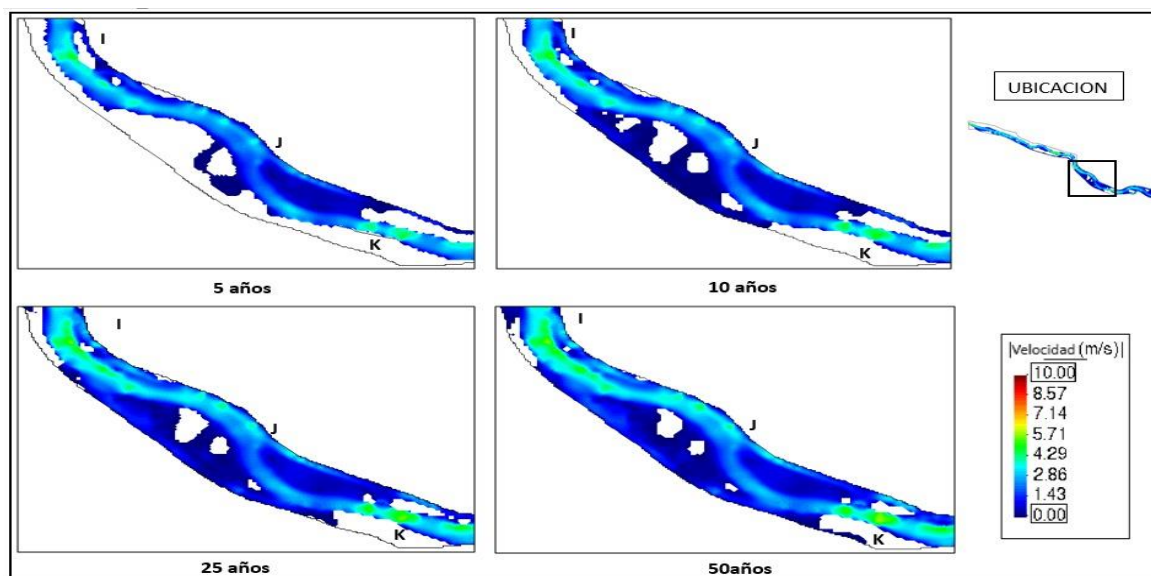 I
J
K
5 años
I
J
K
10 años
UBICACION
I
J
K
25 años
I
J
K
50años
|Velocidad (m/s)|
10.00
8.57
7.14
5.71
4.29
2.86
1.43
0.00